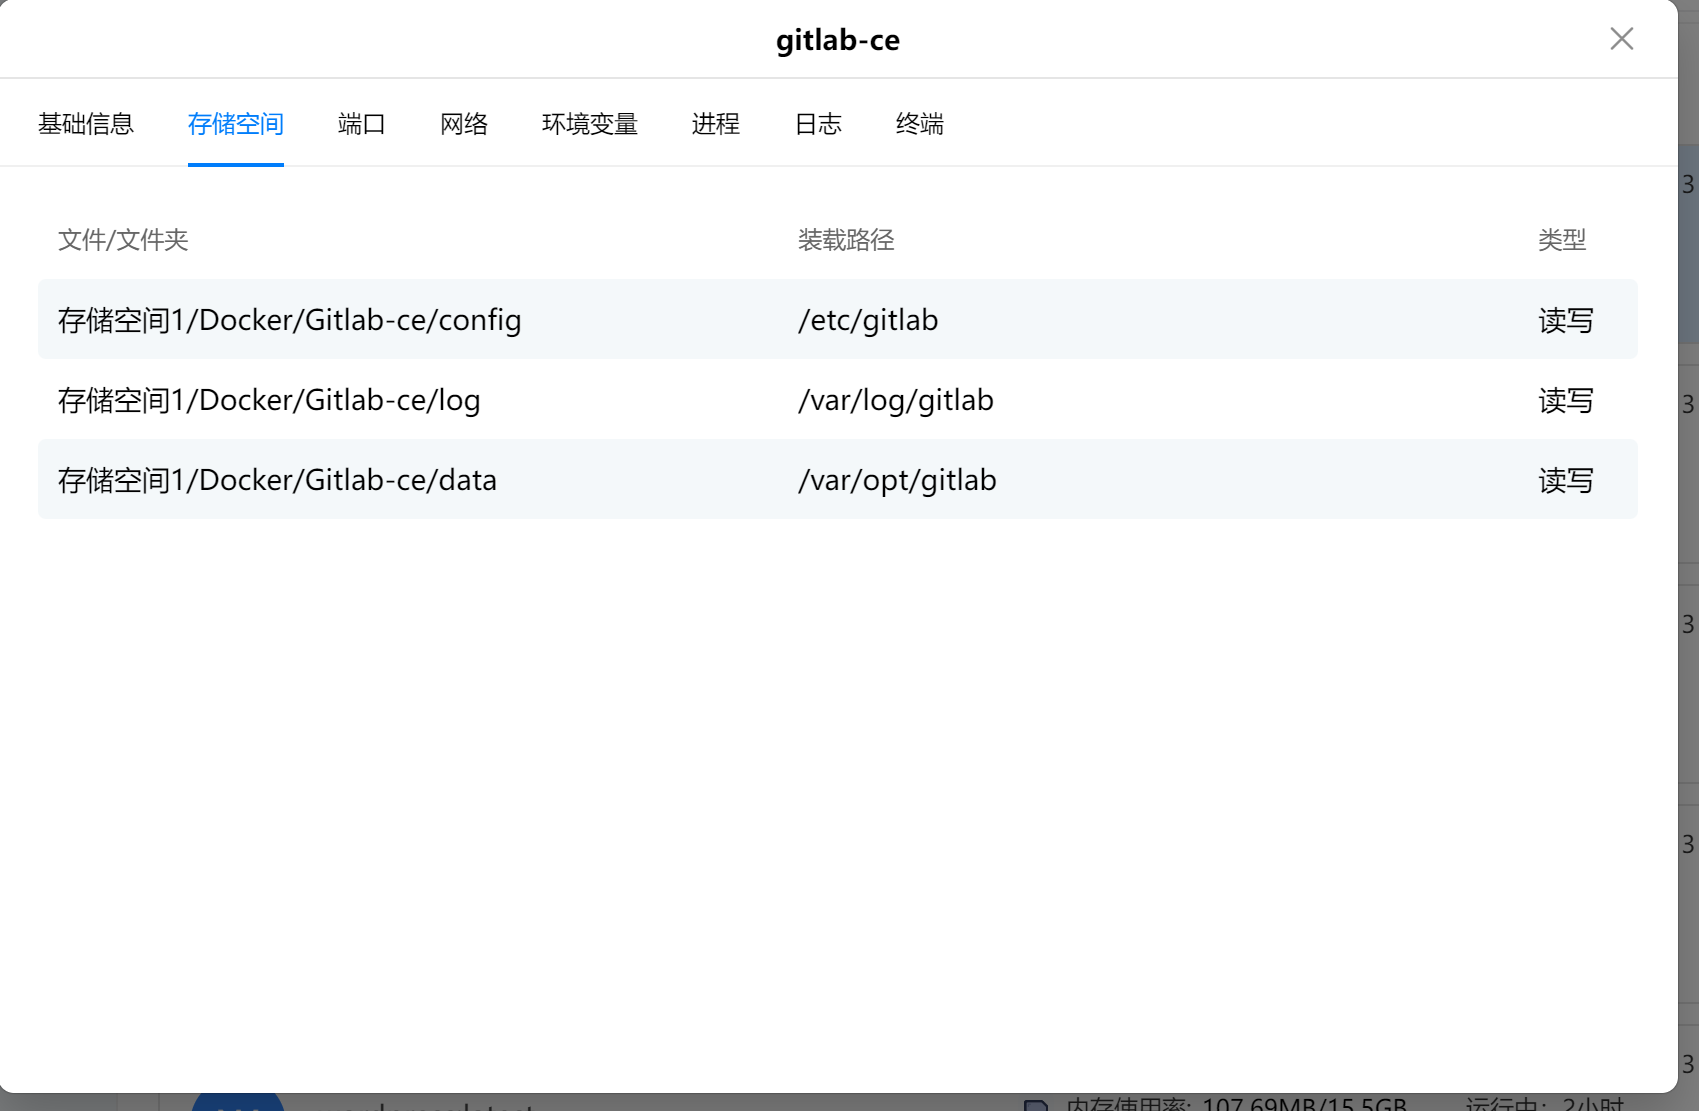 gitlab-ce
基础信息 存储空间 端口 网络 环境变量 进程 日志 终端
文件/文件夹 装载路径 类型
存储空间1/Docker/Gitlab-ce/config /etc/gitlab 读写
存储空间1/Docker/Gitlab-ce/log /var/log/gitlab 读写
存储空间1/Docker/Gitlab-ce/data /var/opt/gitlab 读写
3
3
3
3
3
内存使用率: 107.69MB/15.5GB 运行中: 2小时